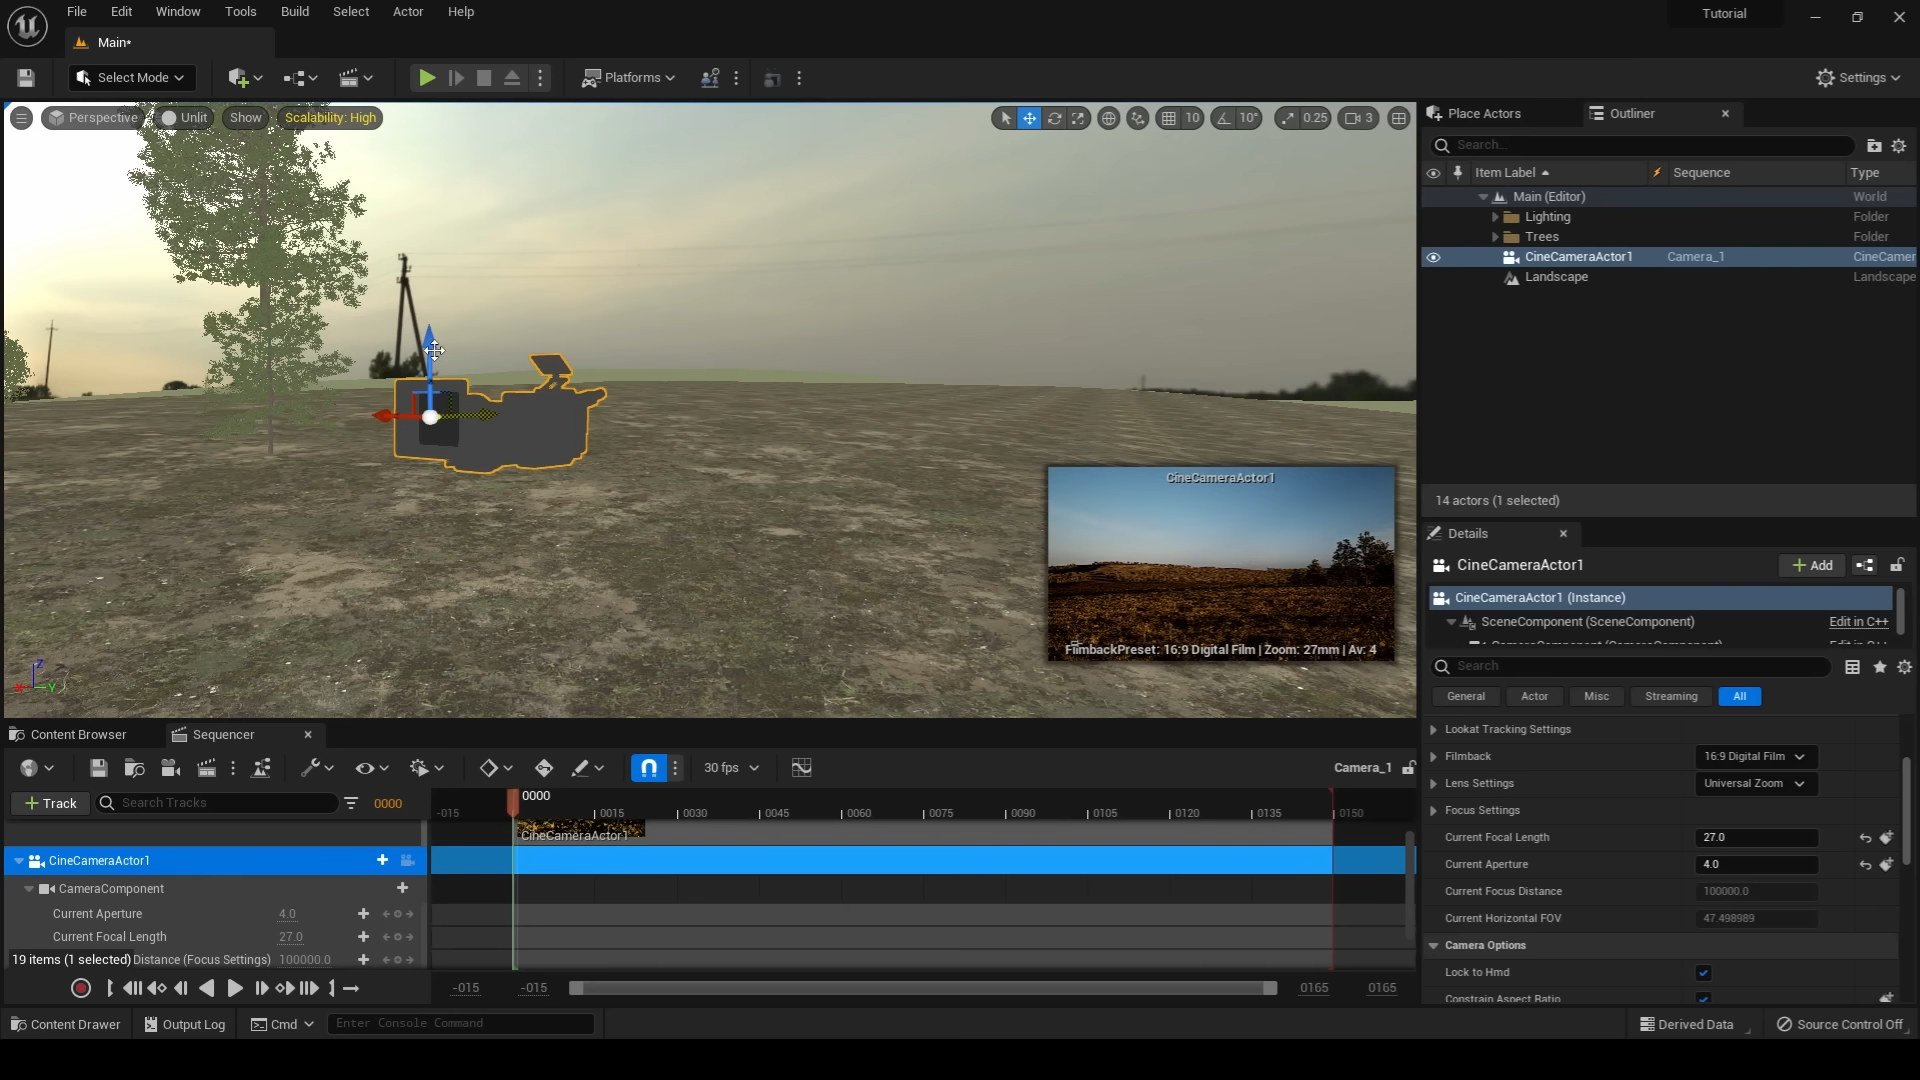 File Edit Window Tools Build Select Actor Help
Tutorial
Main*
Select Mode
Platforms
Settings
Perspective Unlit Show Scalability: High
10 10° 0.25 3
CineCameraActor1
FilmbackPreset: 16:9 Digital Film | Zoom: 27mm | Av: 4
Z
X
Y
Place Actors Outliner
Search...
Item Label Sequence Type
Main (Editor) World
Lighting Folder
Trees Folder
CineCameraActor1 Camera_1 CineCamer
Landscape Landscape
14 actors (1 selected)
Details
CineCameraActor1 Add
CineCameraActor1 (Instance)
SceneComponent (SceneComponent) Edit in C++
Search
General Actor Misc Streaming All
Lookat Tracking Settings
Filmback 16:9 Digital Film
Lens Settings Universal Zoom
Focus Settings
Current Focal Length 27.0
Current Aperture 4.0
Current Focus Distance 100000.0
Current Horizontal FOV 47.498989
Camera Options
Lock to Hmd
Constrain Aspect Ratio
Content Browser Sequencer
30 fps
Camera_1
Track Search Tracks 0000
0000
-015 0015 0030 0045 0060 0075 0090 0105 0120 0135 0150
CineCameraActor1
CineCameraActor1
CameraComponent
Current Aperture 4.0
Current Focal Length 27.0
19 items (1 selected) Distance (Focus Settings) 100000.0
-015 -015 0165 0165
Content Drawer Output Log Cmd Enter Console Command
Derived Data Source Control Off